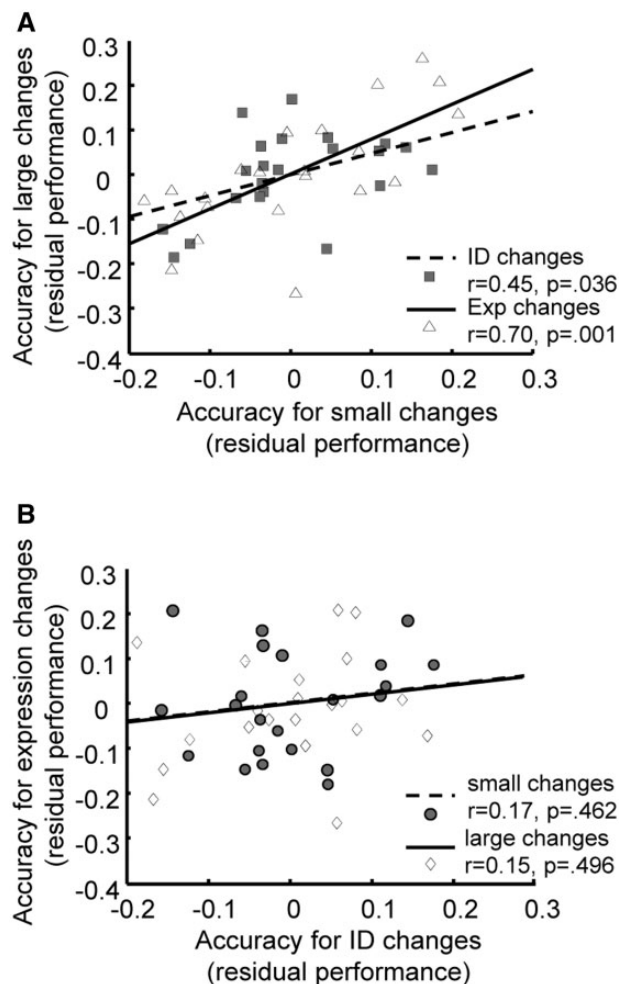 A
Accuracy for large changes
(residual performance)
0.3
0.2
0.1
0
-0.1
-0.2
-0.3
-0.4
ID changes
r=0.45, p=.036
Exp changes
r=0.70, p=.001
-0.2
-0.1
0
0.1
0.2
0.3
Accuracy for small changes
(residual performance)
B
Accuracy for expression changes
(residual performance)
0.3
0.2
0.1
0
-0.1
-0.2
-0.3
-0.4
small changes
r=0.17, p=.462
large changes
r=0.15, p=.496
-0.2
-0.1
0
0.1
0.2
0.3
Accuracy for ID changes
(residual performance)